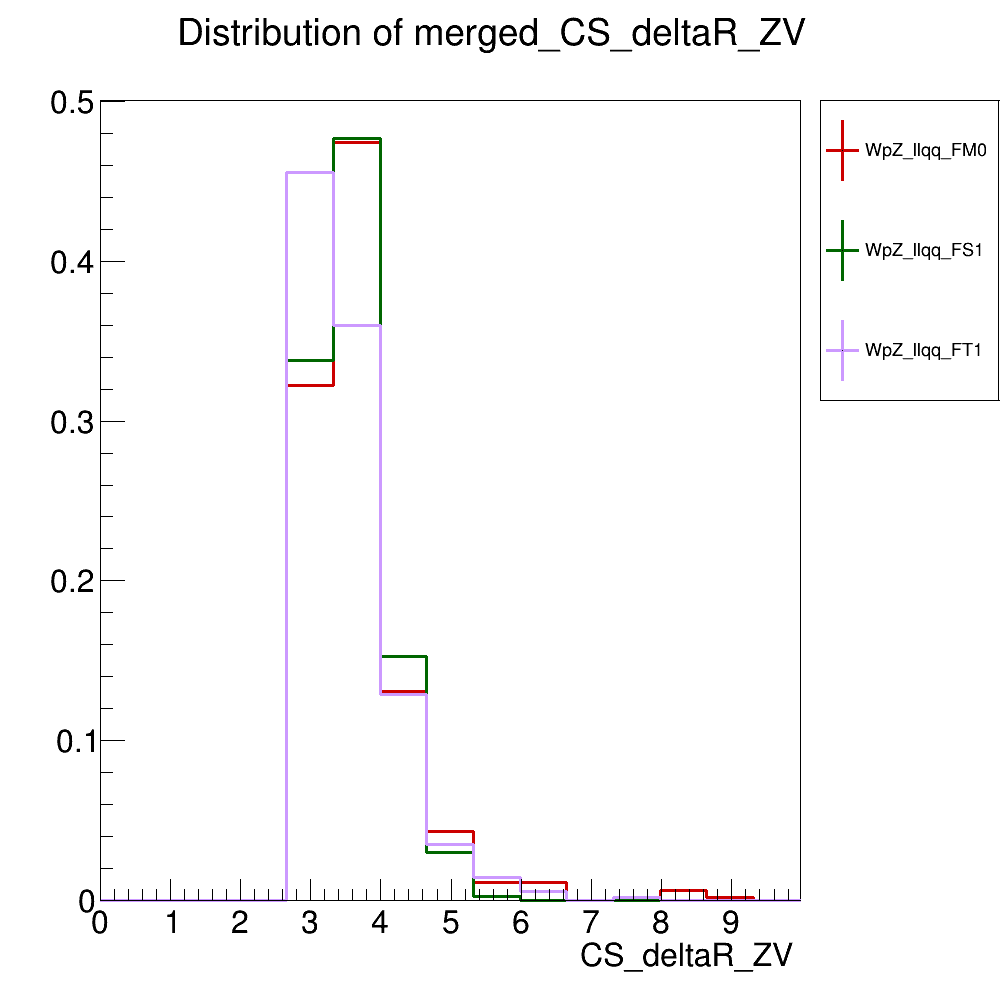 Distribution of merged_CS_deltaR_ZV
0.5
0.4
0.3
0.2
0.1
0
0 1 2 3 4 5 6 7 8 9
CS_deltaR_ZV
WpZ_llqq_FM0
WpZ_llqq_FS1
WpZ_llqq_FT1